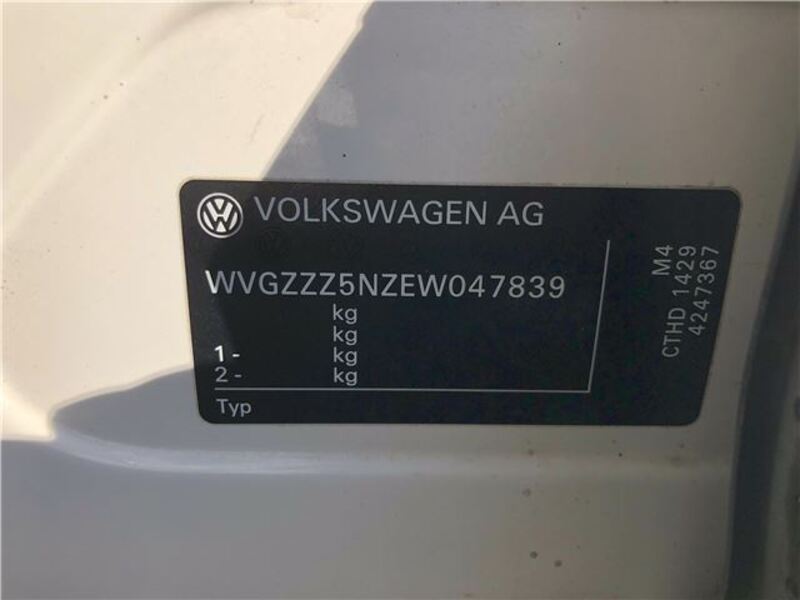 VOLKSWAGEN AG
WVGZZZ5NZEW047839
kg
kg
1 - kg
2 - kg
Typ
M4
CTHD 1429
4247367